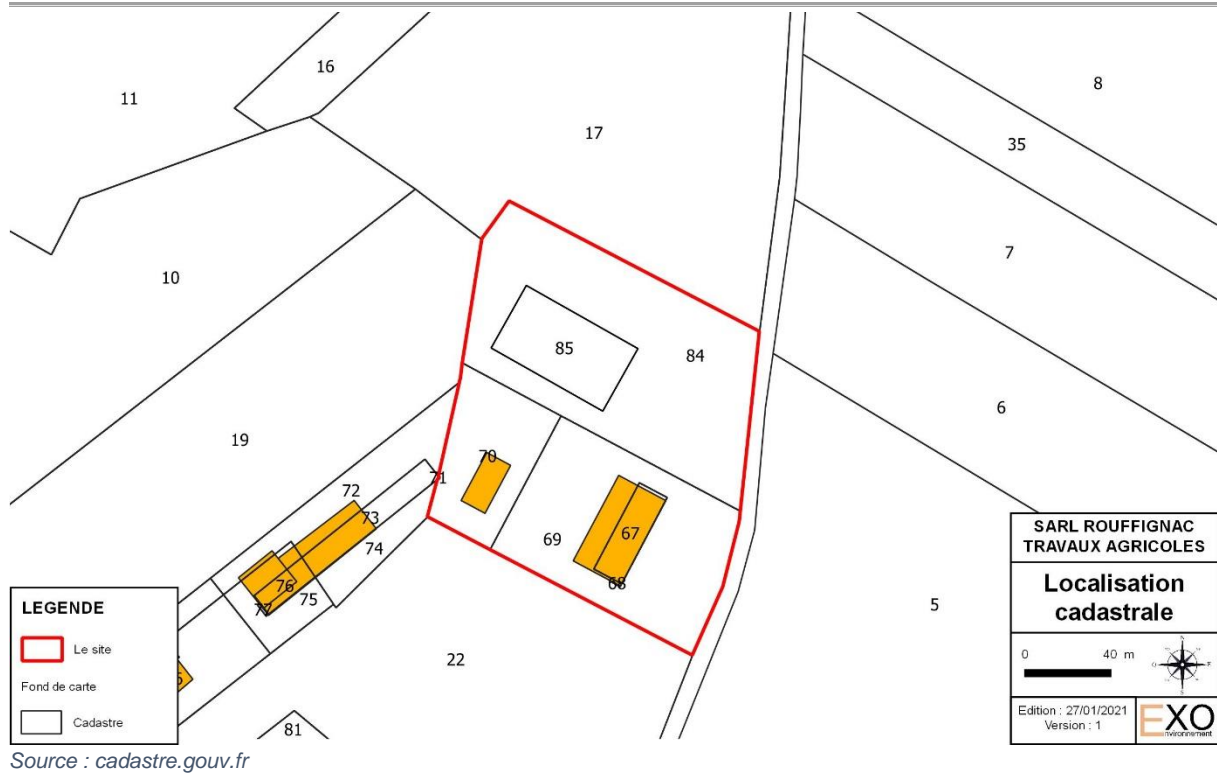 16
8
11
35
17
7
10
85
84
6
19
70
71
72
73
67
69
74
68
76
75
77
5
22
81
LEGENDE
Le site
Fond de carte
Cadastre
SARL ROUFFIGNAC
TRAVAUX AGRICOLES
Localisation
cadastrale
0 40 m
N
Edition : 27/01/2021
Version : 1
EXO
nvironnement
Source : cadastre.gouv.fr